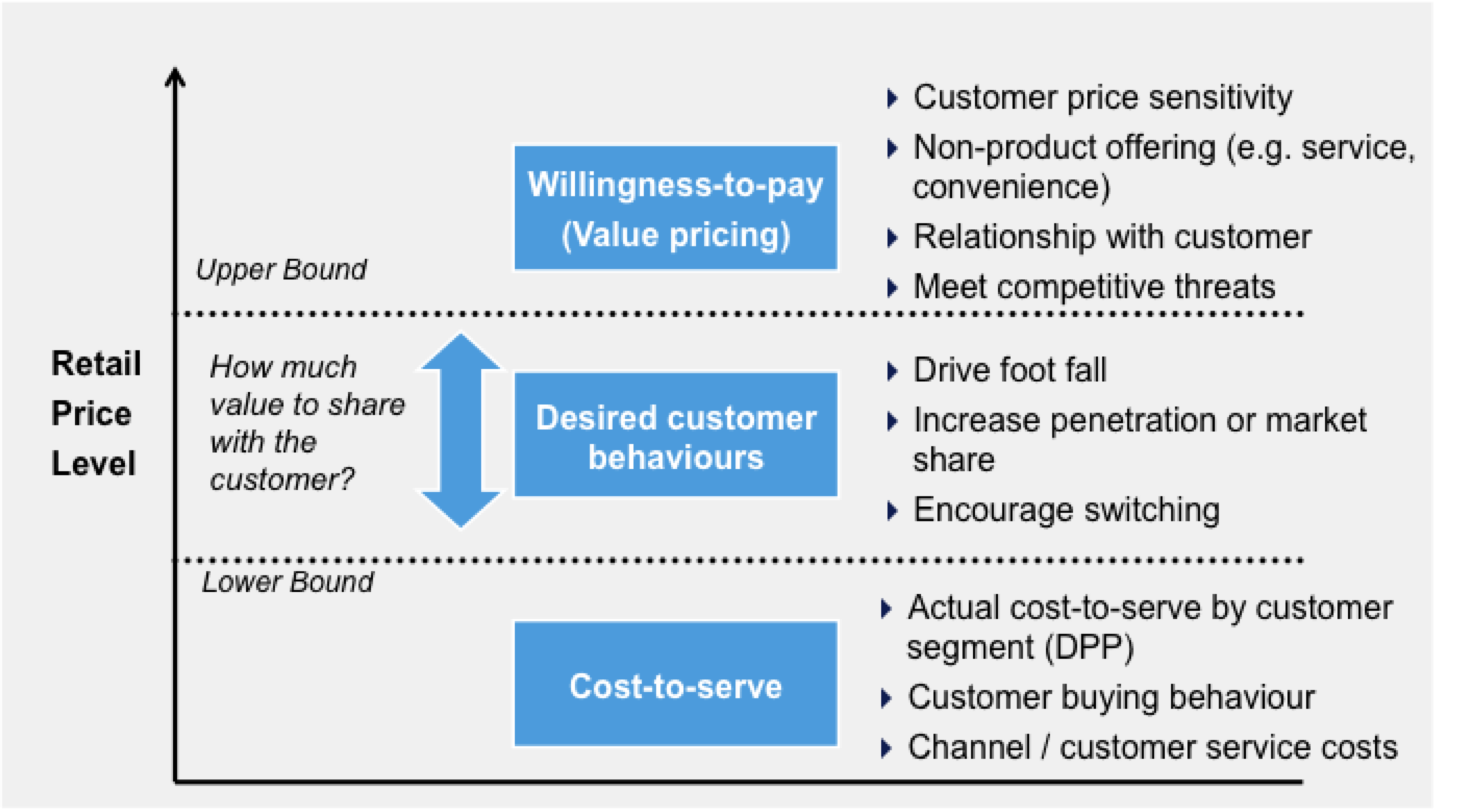 Customer price sensitivity
Non-product offering (e.g. service,
convenience)
Relationship with customer
Meet competitive threats
Willingness-to-pay
(Value pricing)
Upper Bound
Retail
Price
Level
How much
value to share
with the
customer?
Desired customer
behaviours
Drive foot fall
Increase penetration or market
share
Encourage switching
Lower Bound
Cost-to-serve
Actual cost-to-serve by customer
segment (DPP)
Customer buying behaviour
Channel / customer service costs